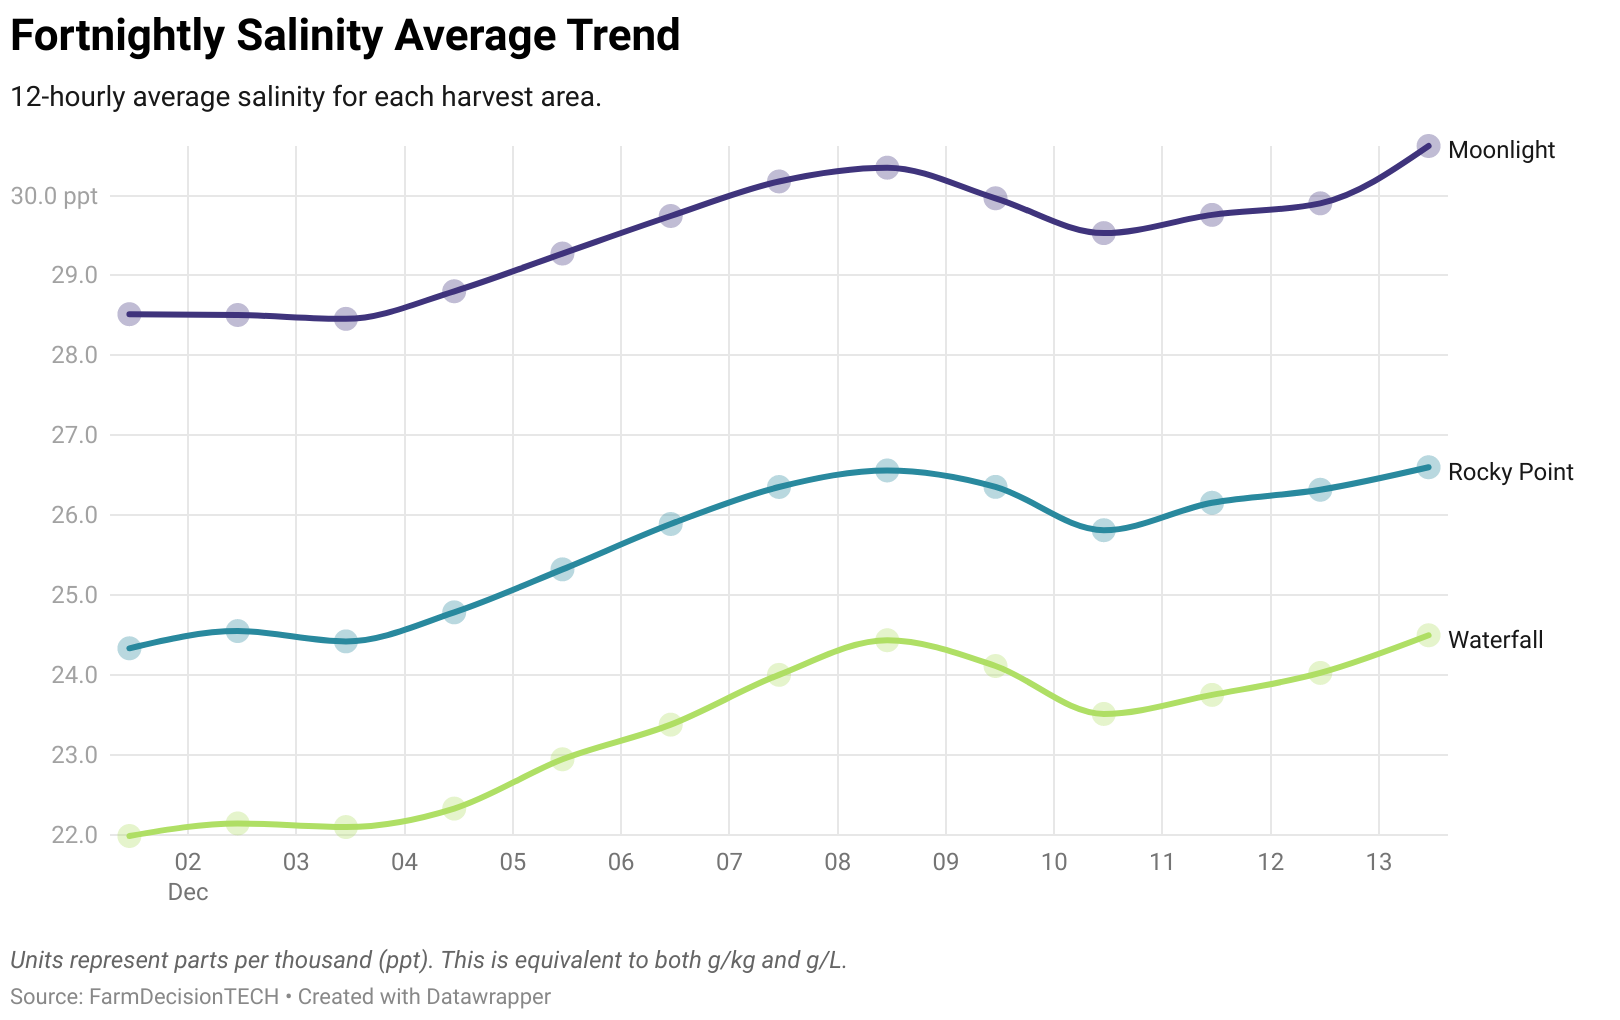 Fortnightly Salinity Average Trend
12-hourly average salinity for each harvest area.
Moonlight
30.0 ppt
29.0
28.0
27.0
Rocky Point
26.0
25.0
Waterfall
24.0
23.0
22.0
02 03 04 05 06 07 08 09 10 11 12 13
Dec
Units represent parts per thousand (ppt). This is equivalent to both g/kg and g/L.
Source: FarmDecisionTECH • Created with Datawrapper